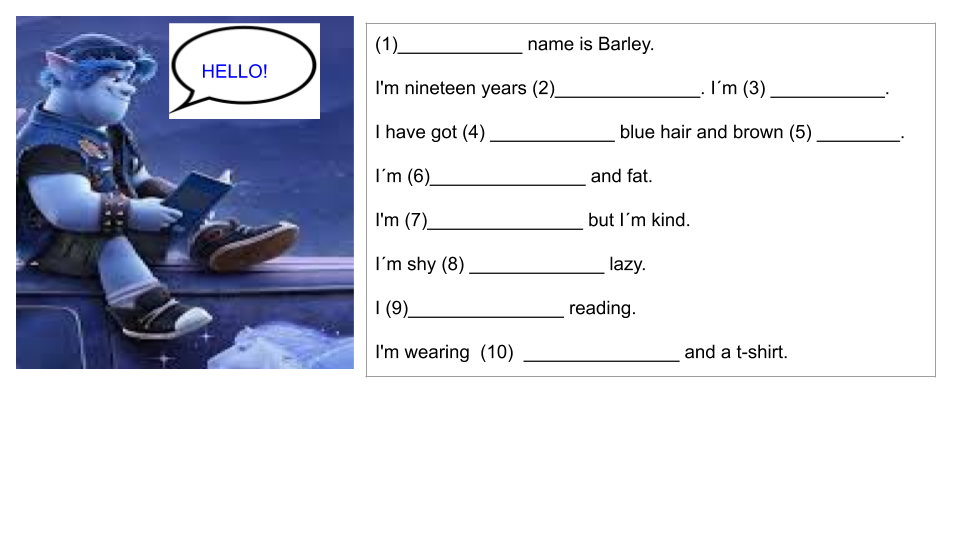 HELLO!
(1)____________ name is Barley.
I'm nineteen years (2)______________. I´m (3) ___________.
I have got (4) ____________ blue hair and brown (5) ________.
I´m (6)_______________ and fat.
I'm (7)_______________ but I´m kind.
I´m shy (8) _____________ lazy.
I (9)_______________ reading.
I'm wearing  (10)  _______________ and a t-shirt.